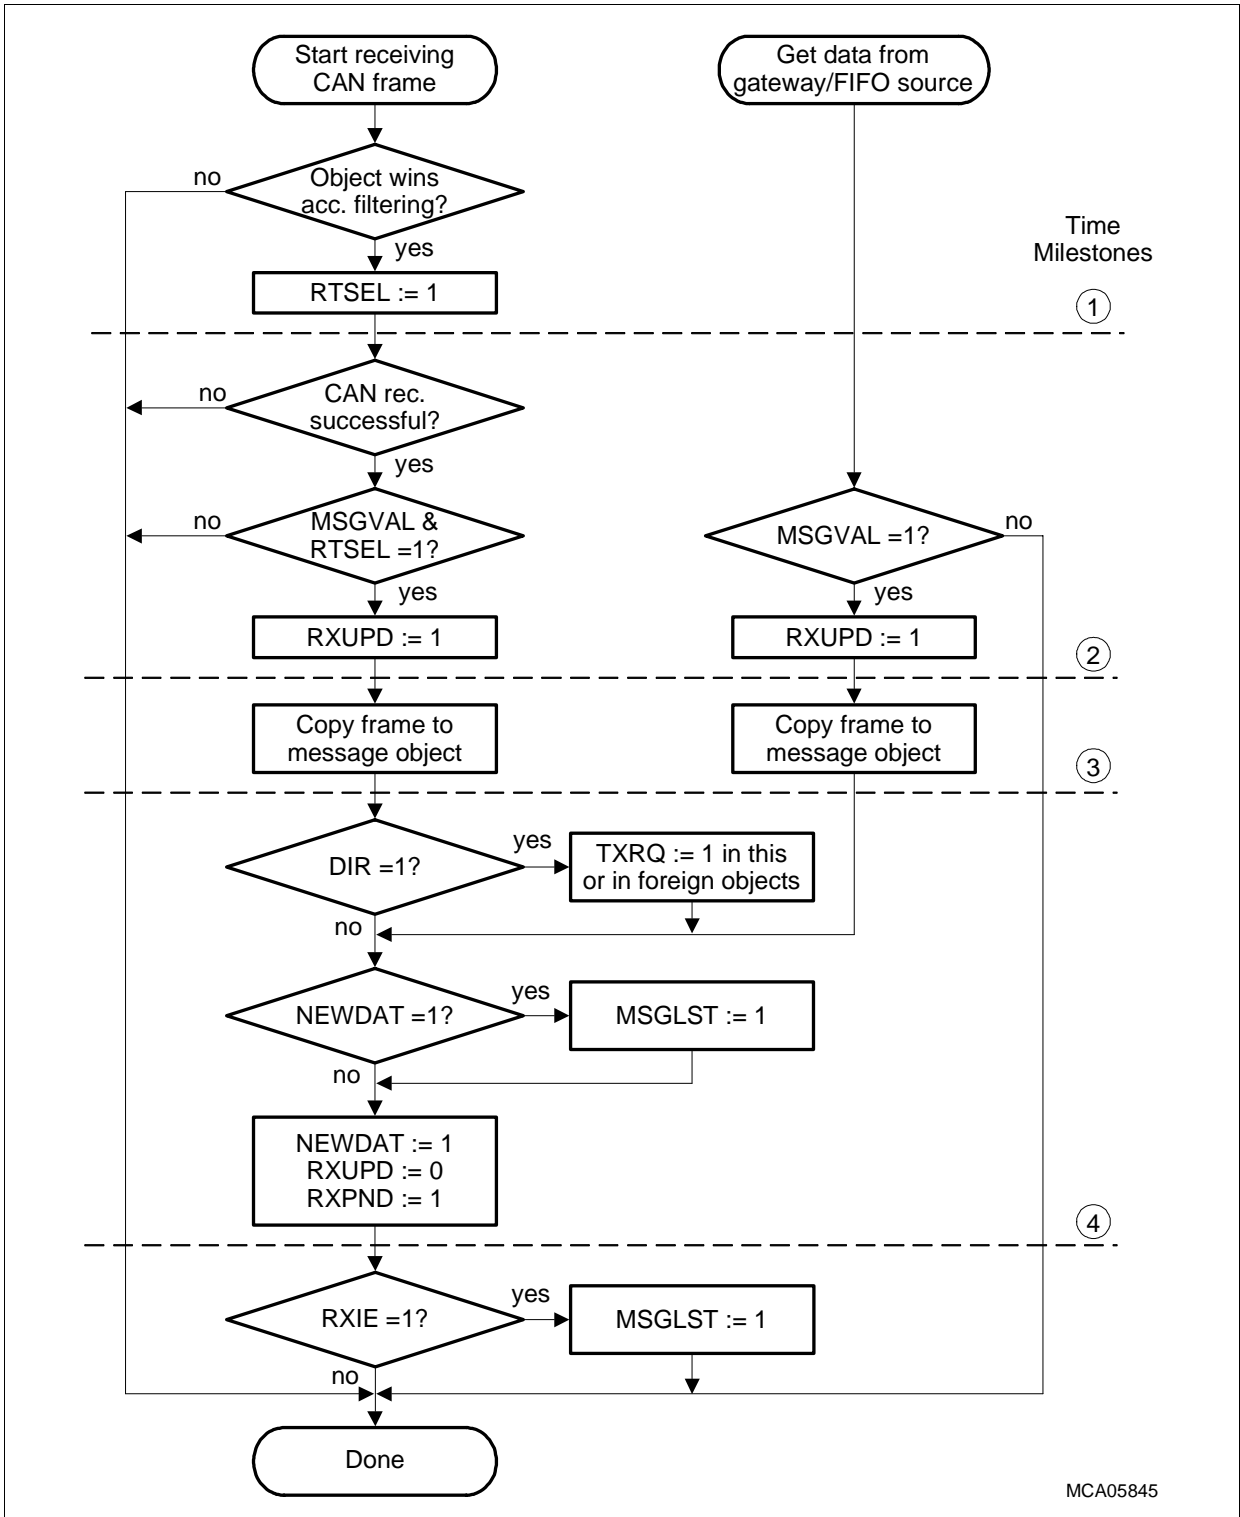 Start receiving
CAN frame
Get data from
gateway/FIFO source
no
Object wins
acc. filtering?
yes
Time
Milestones
RTSEL := 1
1
no
CAN rec.
successful?
yes
no
MSGVAL &
RTSEL =1?
yes
MSGVAL =1?
no
yes
RXUPD := 1
RXUPD := 1
2
Copy frame to
message object
Copy frame to
message object
3
DIR =1?
yes
TXRQ := 1 in this
or in foreign objects
no
NEWDAT =1?
yes
MSGLST := 1
no
NEWDAT := 1
RXUPD := 0
RXPND := 1
4
RXIE =1?
yes
MSGLST := 1
no
Done
MCA05845